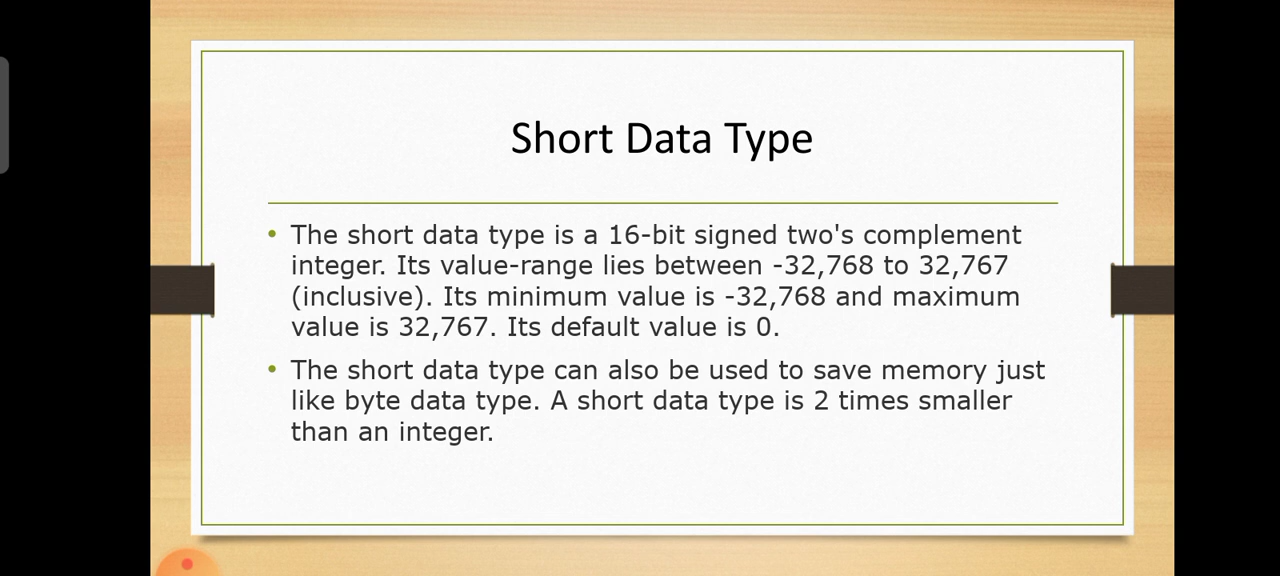 Short Data Type
• The short data type is a 16-bit signed two's complement
integer. Its value-range lies between -32,768 to 32,767
(inclusive). Its minimum value is -32,768 and maximum
value is 32,767. Its default value is 0.
• The short data type can also be used to save memory just
like byte data type. A short data type is 2 times smaller
than an integer.